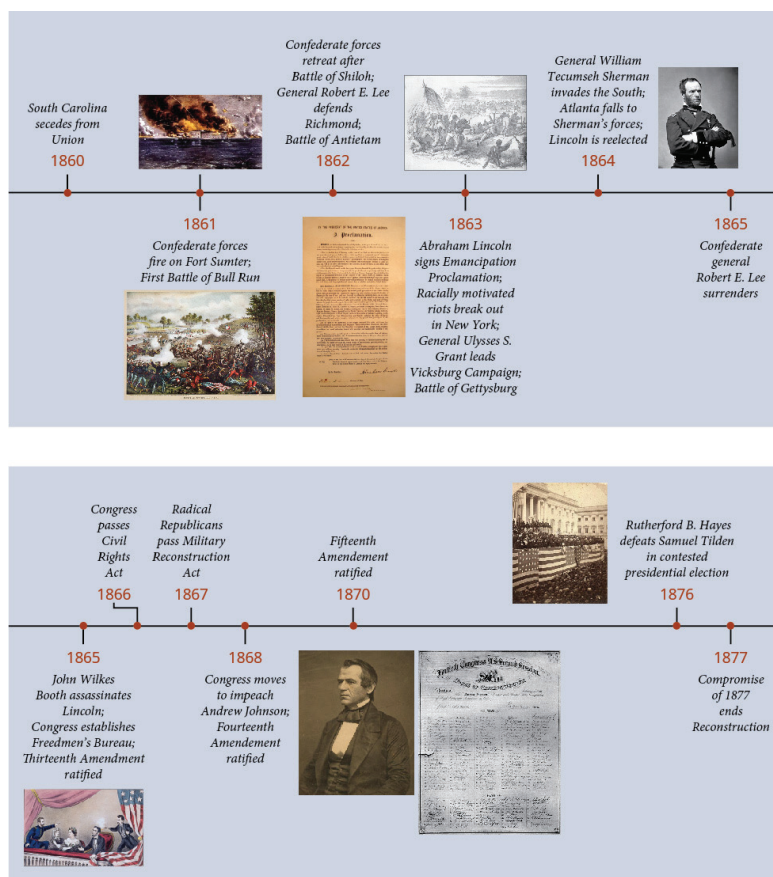 South Carolina
secedes from
Union
1860
1861
Confederate forces
fire on Fort Sumter;
First Battle of Bull Run
Confederate forces
retreat after
Battle of Shiloh;
General Robert E. Lee
defends
Richmond;
Battle of Antietam
1862
1863
Abraham Lincoln
signs Emancipation
Proclamation;
Racially motivated
riots break out
in New York;
General Ulysses S.
Grant leads
Vicksburg Campaign;
Battle of Gettysburg
General William
Tecumseh Sherman
invades the South;
Atlanta falls to
Sherman's forces;
Lincoln is reelected
1864
1865
Confederate
general
Robert E. Lee
surrenders
1865
John Wilkes
Booth assassinates
Lincoln;
Congress establishes
Freedmen's Bureau;
Thirteenth Amendment
ratified
Congress
passes
Civil
Rights
Act
1866
Radical
Republicans
pass Military
Reconstruction
Act
1867
1868
Congress moves
to impeach
Andrew Johnson;
Fourteenth
Amendement
ratified
Fifteenth
Amendement
ratified
1870
Rutherford B. Hayes
defeats Samuel Tilden
in contested
presidential election
1876
1877
Compromise
of 1877
ends
Reconstruction